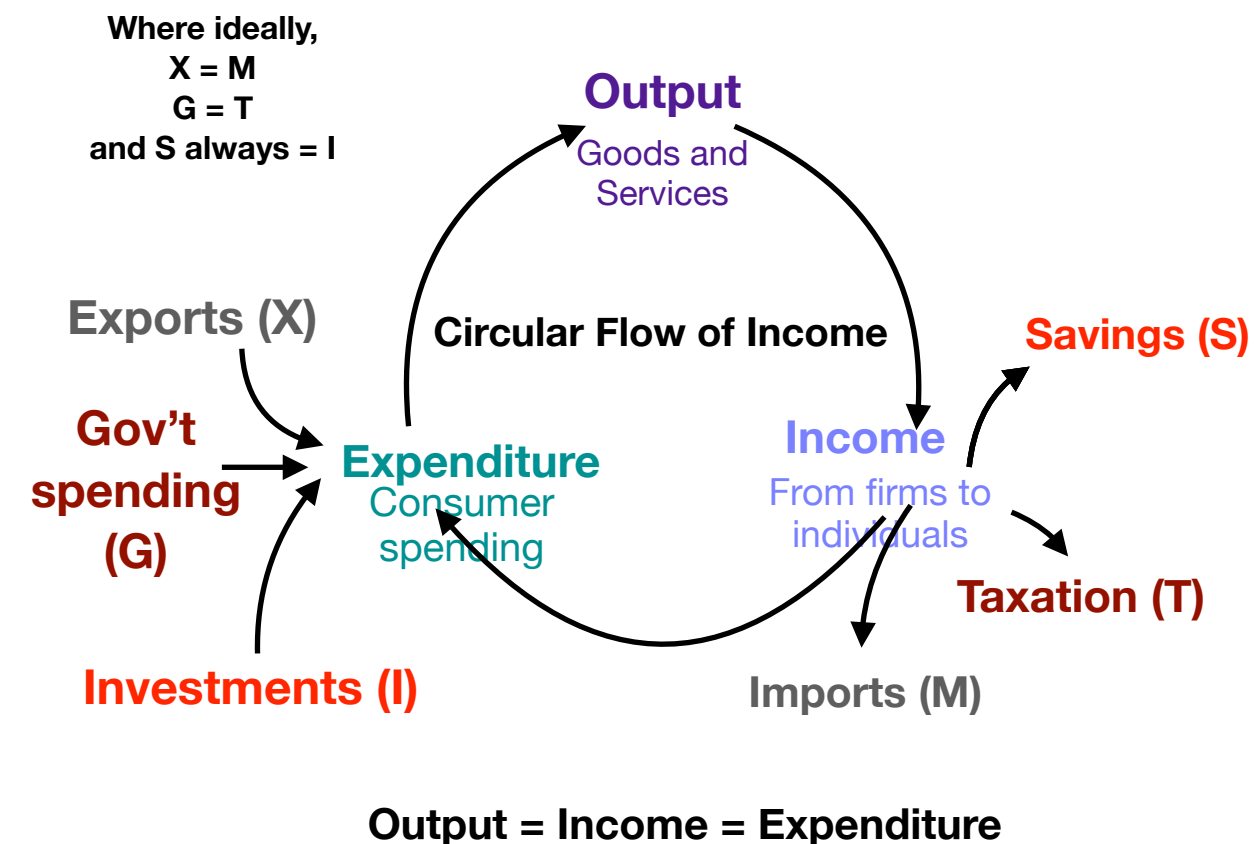 Where ideally,
X = M
G = T
and S always = I
Output
Goods and
Services
Exports (X)
Circular Flow of Income
Savings (S)
Gov’t
spending
(G)
Expenditure
Consumer
spending
Income
From firms to
individuals
Taxation (T)
Investments (I)
Imports (M)
Output = Income = Expenditure